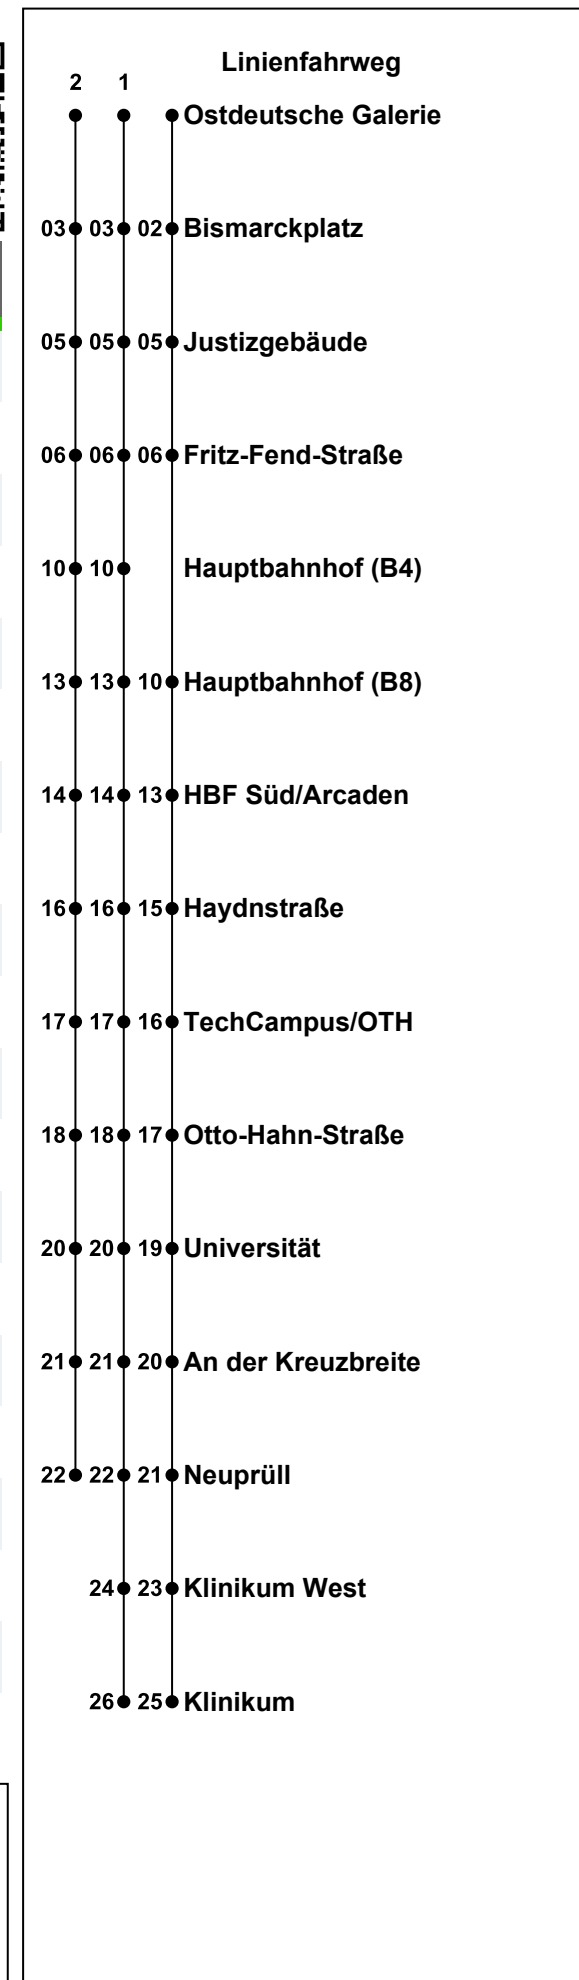 Linienfahrweg
2 1
Ostdeutsche Galerie
03 03 02 Bismarckplatz
05 05 05 Justizgebäude
06 06 06 Fritz-Fend-Straße
10 10 Hauptbahnhof (B4)
13 13 10 Hauptbahnhof (B8)
14 14 13 HBF Süd/Arcaden
16 16 15 Haydnstraße
17 17 16 TechCampus/OTH
18 18 17 Otto-Hahn-Straße
20 20 19 Universität
21 21 20 An der Kreuzbreite
22 22 21 Neuprüll
24 23 Klinikum West
26 25 Klinikum